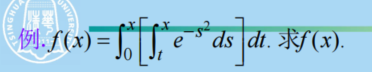 例. f(x) = ∫₀ˣ [∫ₜˣ e^{-s²} ds] dt. 求f(x).